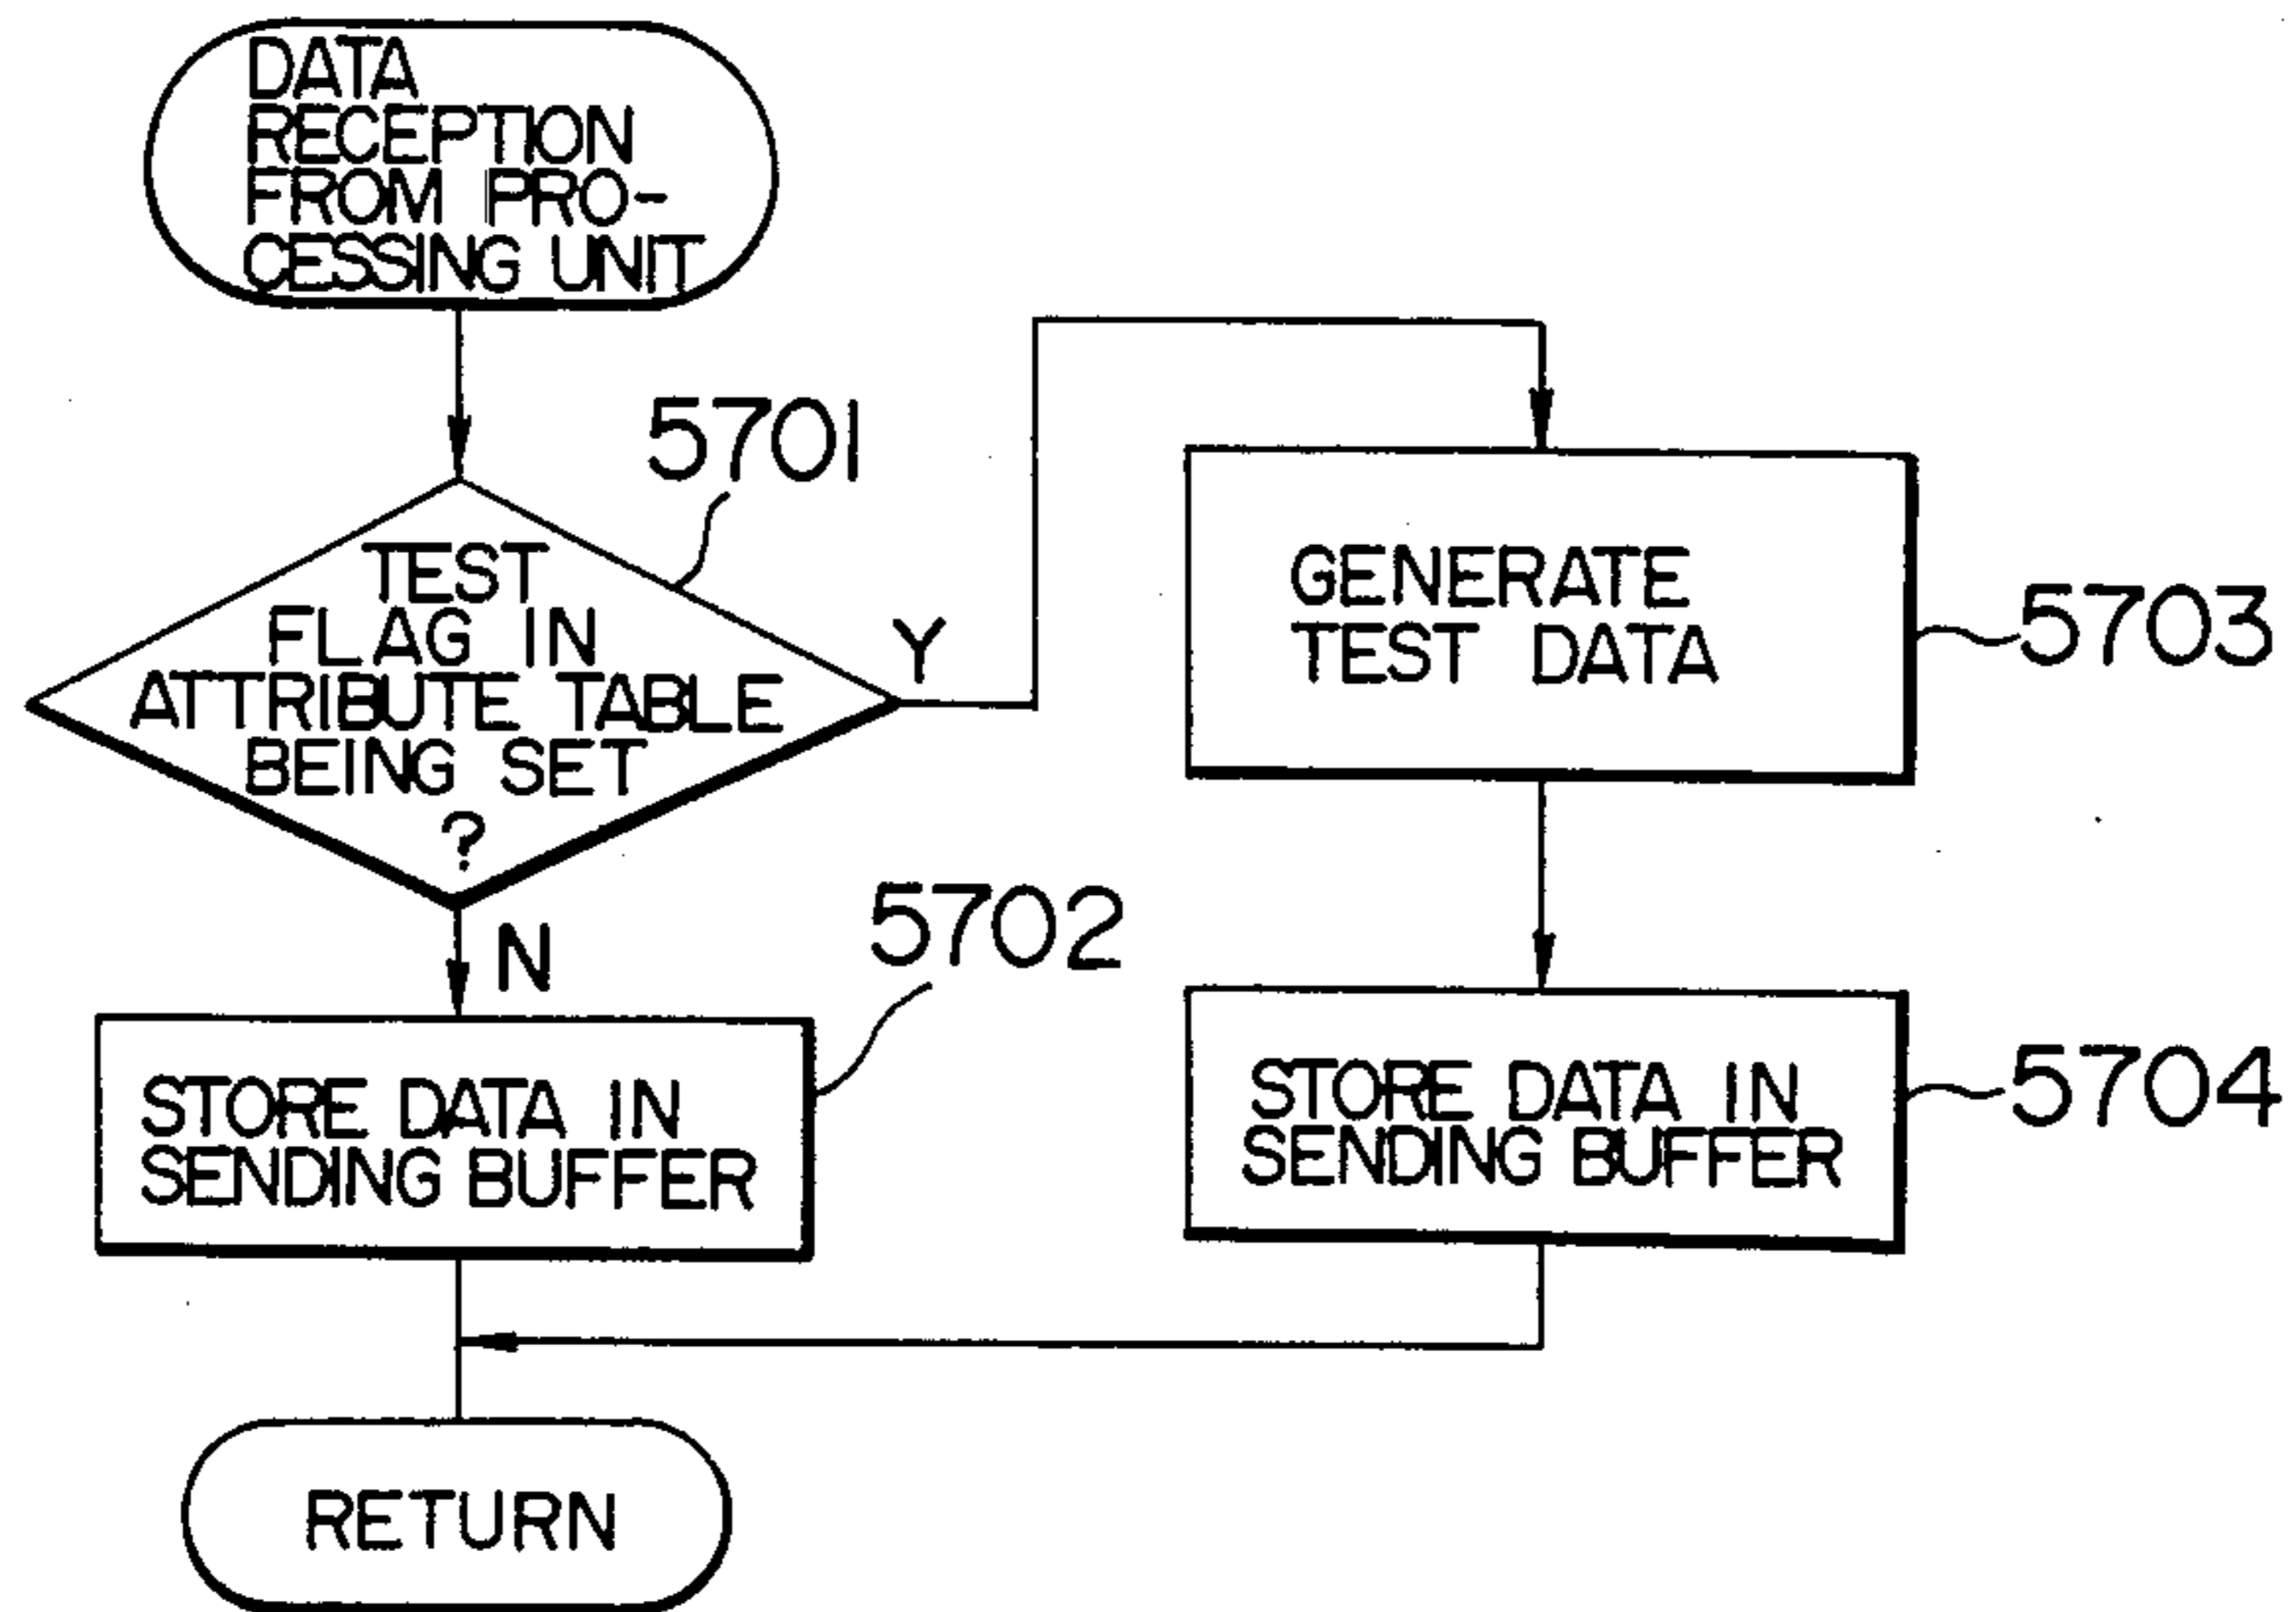 DATA
RECEPTION
FROM PRO-
CESSING UNIT
5701
TEST
FLAG IN
ATTRIBUTE TABLE
BEING SET
?
Y
N
5702
STORE DATA IN
SENDING BUFFER
GENERATE
TEST DATA
5703
STORE DATA IN
SENDING BUFFER
5704
RETURN